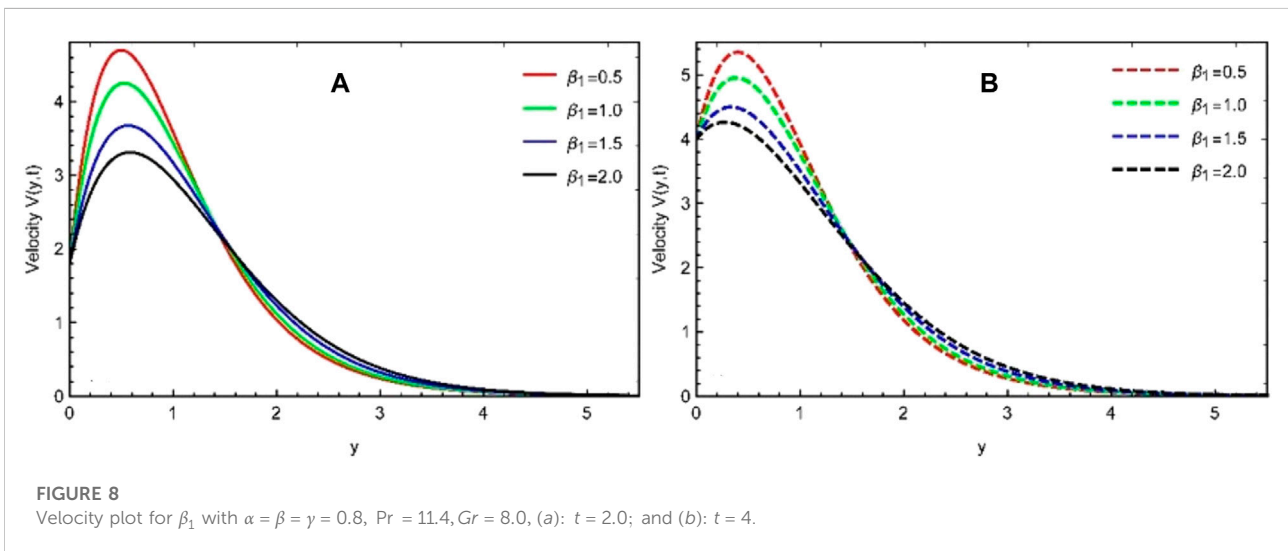 A
β₁=0.5
β₁=1.0
β₁=1.5
β₁=2.0
Velocity V(y,t)
4
3
2
1
0
0 1 2 3 4 5
y
B
β₁=0.5
β₁=1.0
β₁=1.5
β₁=2.0
Velocity V(y,t)
5
4
3
2
1
0
0 1 2 3 4 5
y
FIGURE 8
Velocity plot for β₁ with α = β = γ = 0.8, Pr = 11.4, Gr = 8.0, (a): t = 2.0; and (b): t = 4.